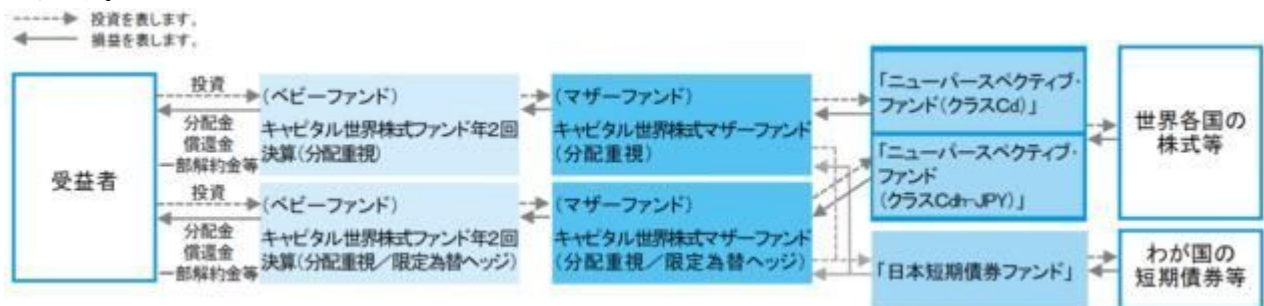 投資を表します。
損益を表します。
受益者
投資
分配金
償還金
一部解約金等
投資
分配金
償還金
一部解約金等
(ベビーファンド)
キャピタル世界株式ファンド年2回
決算(分配重視)
(ベビーファンド)
キャピタル世界株式ファンド年2回
決算(分配重視/限定為替ヘッジ)
(マザーファンド)
キャピタル世界株式マザーファンド
(分配重視)
(マザーファンド)
キャピタル世界株式マザーファンド
(分配重視/限定為替ヘッジ)
「ニューパースペクティブ・
ファンド(クラスCd)」
「ニューパースペクティブ・
ファンド
(クラスCdh-JPY)」
「日本短期債券ファンド」
世界各国の
株式等
わが国の
短期債券等